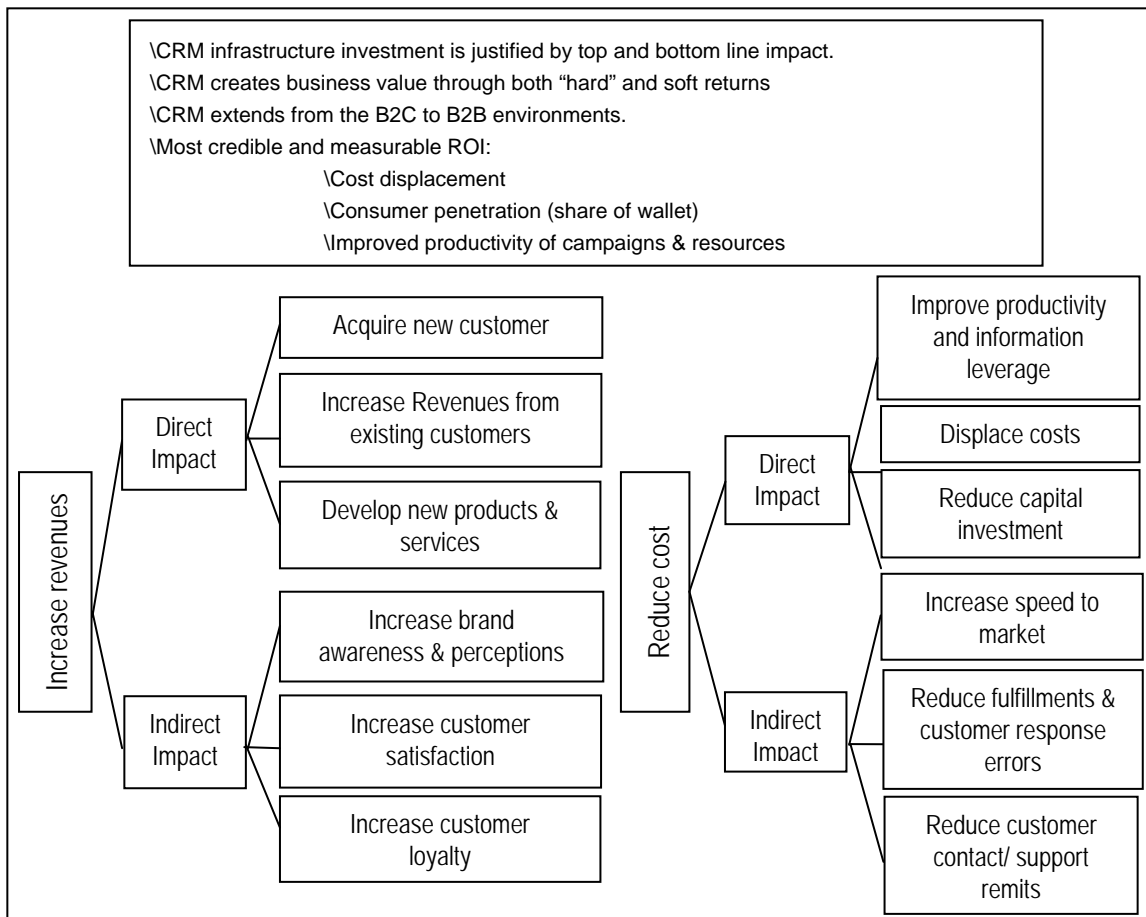 \CRM infrastructure investment is justified by top and bottom line impact.
\CRM creates business value through both “hard” and soft returns
\CRM extends from the B2C to B2B environments.
\Most credible and measurable ROI:
\Cost displacement
\Consumer penetration (share of wallet)
\Improved productivity of campaigns & resources
Increase revenues
Direct
Impact
Acquire new customer
Increase Revenues from
existing customers
Develop new products &
services
Indirect
Impact
Increase brand
awareness & perceptions
Increase customer
satisfaction
Increase customer
loyalty
Reduce cost
Direct
Impact
Improve productivity
and information
leverage
Displace costs
Reduce capital
investment
Indirect
Impact
Increase speed to
market
Reduce fulfillments &
customer response
errors
Reduce customer
contact/ support
remits